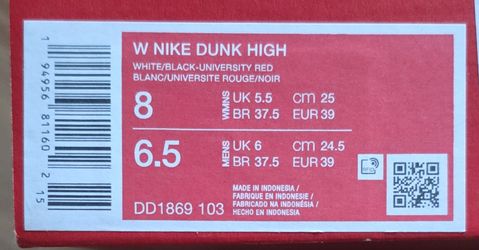 W NIKE DUNK HIGH
WHITE/BLACK-UNIVERSITY RED
BLANC/UNIVERSITE ROUGE/NOIR
8 WMNS UK 5.5 cm 25
BR 37.5 EUR 39
6.5 MENS UK 6 cm 24.5
BR 37.5 EUR 39
MADE IN INDONESIA /
FABRIQUE EN INDONESIE /
FABRICADO NA INDONÉSIA /
HECHO EN INDONESIA
DD1869 103
1 94956 81160 2 15